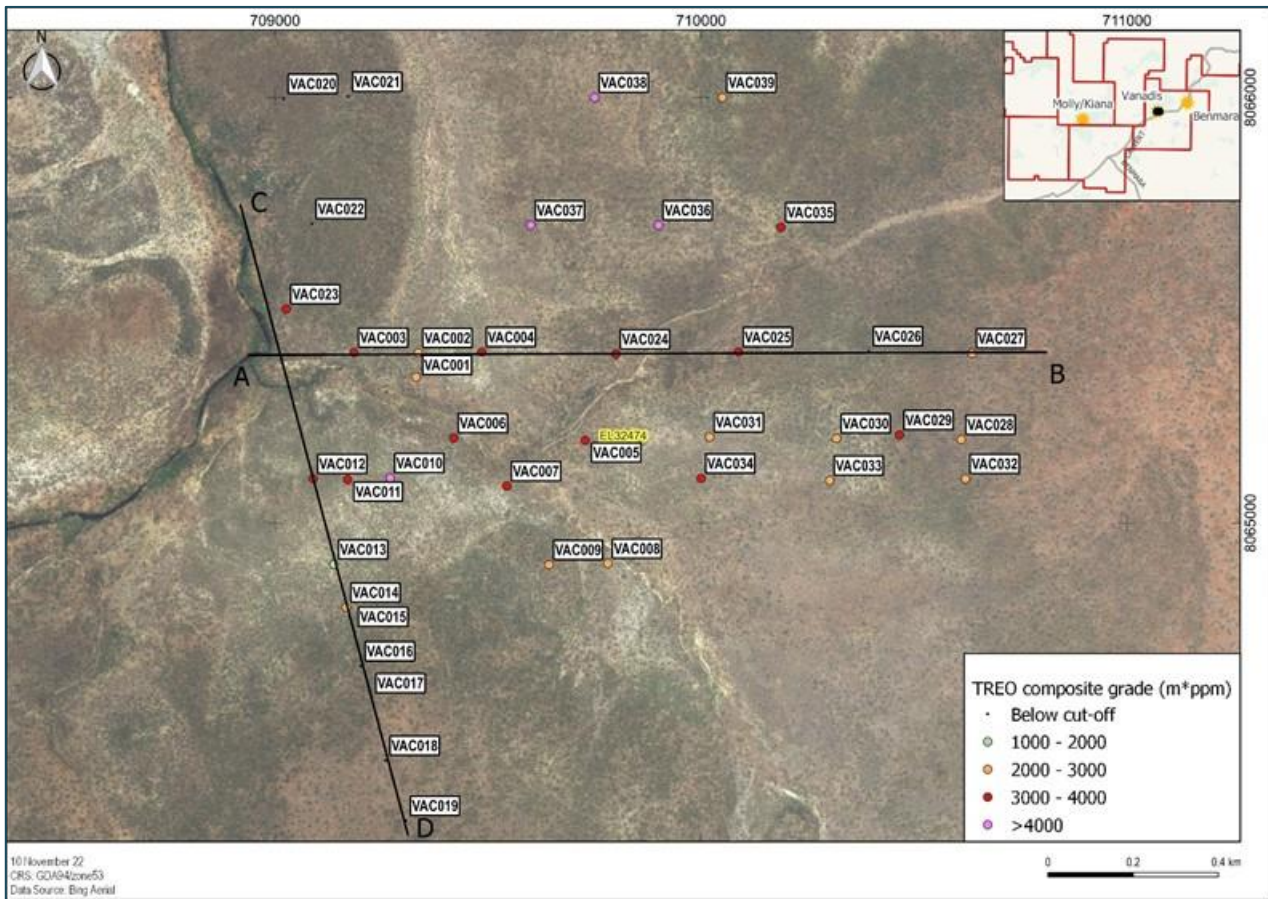 709000
710000
711000
N
VAC020
VAC021
VAC038
VAC039
8066000
Molly/Kiana
Vanadis
Benmara
CALVERT
C
VAC022
VAC037
VAC036
VAC035
VAC023
VAC003
VAC002
VAC004
VAC024
VAC025
VAC026
VAC027
A
VAC001
B
VAC006
EL32474
VAC005
VAC031
VAC030
VAC029
VAC028
VAC012
VAC010
VAC011
VAC007
VAC034
VAC033
VAC032
8065000
VAC013
VAC009
VAC008
VAC014
VAC015
VAC016
VAC017
VAC018
VAC019
D
TREO composite grade (m*ppm)
Below cut-off
1000 - 2000
2000 - 3000
3000 - 4000
>4000
10 November 22
CRS: GDA94/zone53
Data Source: Bing Aerial
0 0.2 0.4 km